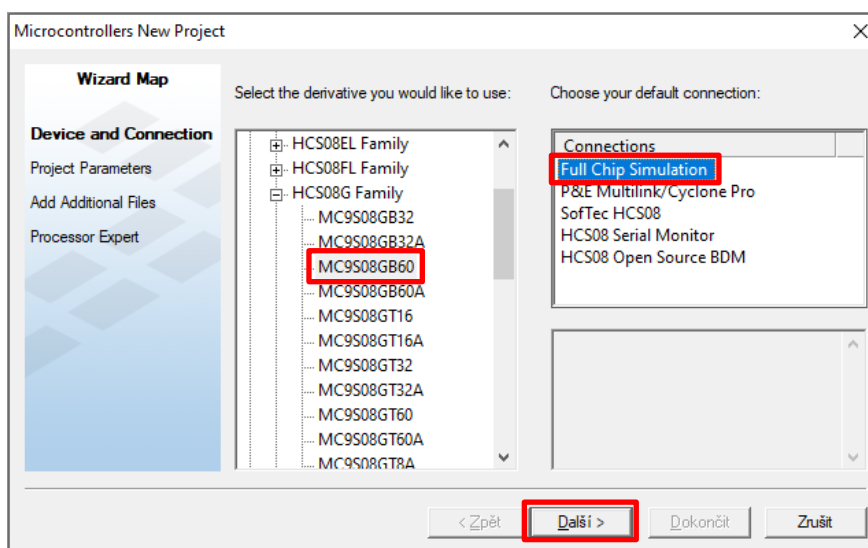 Microcontrollers New Project
Wizard Map
Device and Connection
Project Parameters
Add Additional Files
Processor Expert
Select the derivative you would like to use:
HCS08EL Family
HCS08FL Family
HCS08G Family
MC9S08GB32
MC9S08GB32A
MC9S08GB60
MC9S08GB60A
MC9S08GT16
MC9S08GT16A
MC9S08GT32
MC9S08GT32A
MC9S08GT60
MC9S08GT60A
MC9S08GT8A
Choose your default connection:
Connections
Full Chip Simulation
P&E Multilink/Cyclone Pro
SofTec HCS08
HCS08 Serial Monitor
HCS08 Open Source BDM
< Zpět
Další >
Dokončit
Zrušit